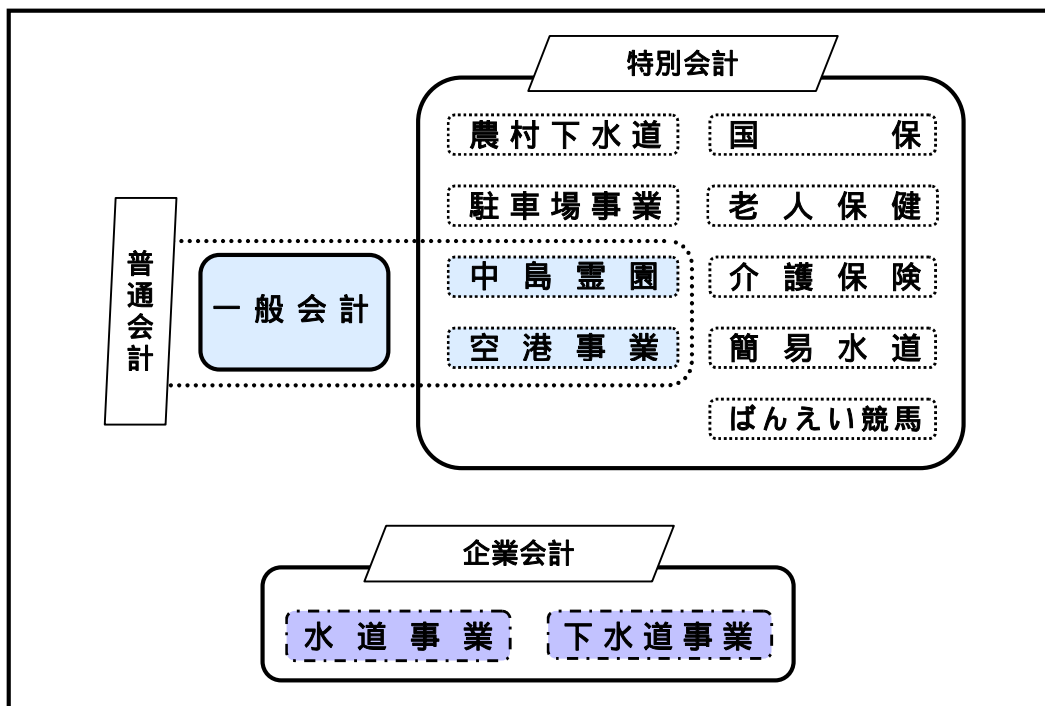 特別会計
農村下水道
国保
駐車場事業
老人保健
普通会計
一般会計
中島霊園
介護保険
空港事業
簡易水道
ばんえい競馬
企業会計
水道事業
下水道事業